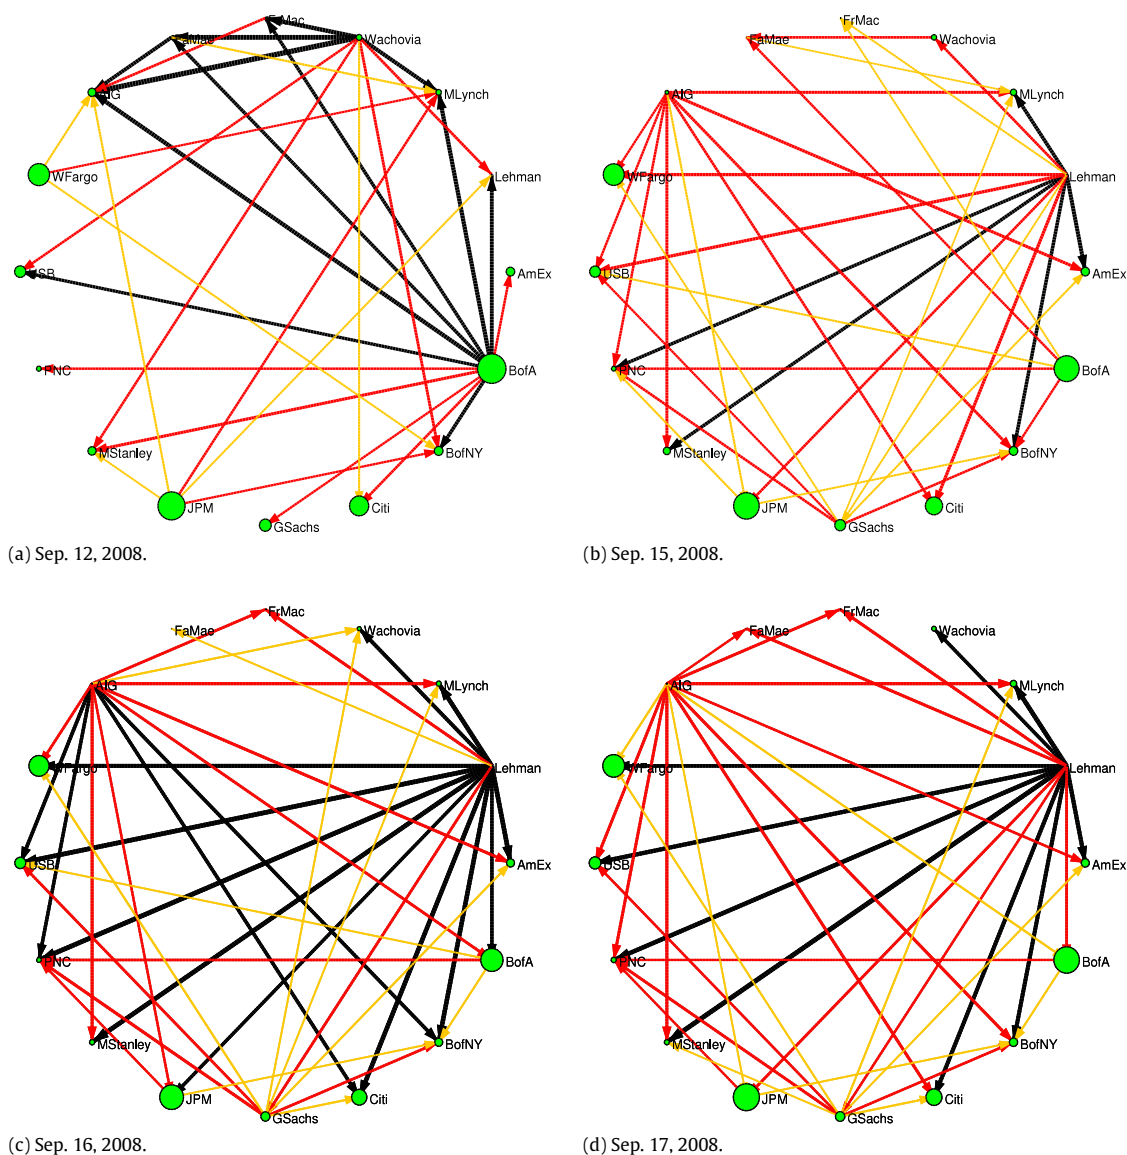 FrMac
FaMae
Wachovia
AIG
MLynch
WFargo
Lehman
USB
AmEx
PNC
BofA
MStanley
BofNY
JPM
Citi
GSachs
(a) Sep. 12, 2008.
FrMac
FaMae
Wachovia
AIG
MLynch
WFargo
Lehman
USB
AmEx
PNC
BofA
MStanley
BofNY
JPM
Citi
GSachs
(b) Sep. 15, 2008.
FrMac
FaMae
Wachovia
AIG
MLynch
WFargo
Lehman
USB
AmEx
PNC
BofA
MStanley
BofNY
JPM
Citi
GSachs
(c) Sep. 16, 2008.
FrMac
FaMae
Wachovia
AIG
MLynch
WFargo
Lehman
USB
AmEx
PNC
BofA
MStanley
BofNY
JPM
Citi
GSachs
(d) Sep. 17, 2008.